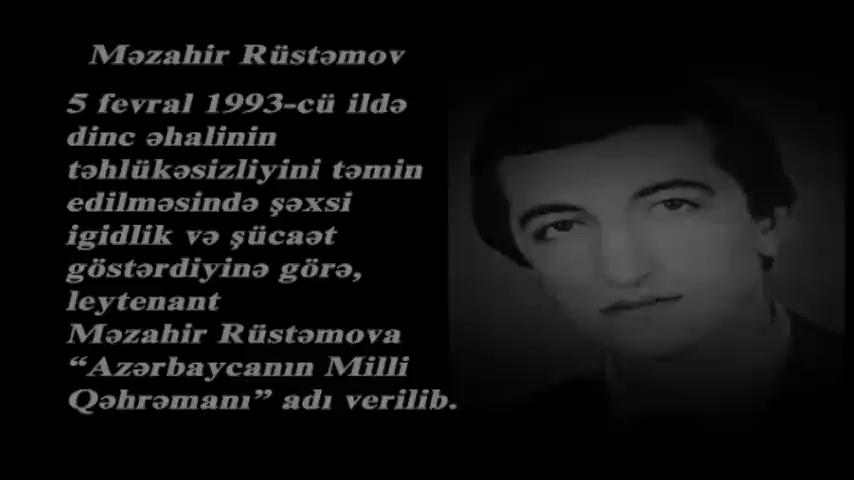 Məzahir Rüstəmov
5 fevral 1993-cü ildə
dinc əhalinin
təhlükəsizliyini təmin
edilməsində şəxsi
igidlik və şücaət
göstərdiyinə görə,
leytenant
Məzahir Rüstəmova
“Azərbaycanın Milli
Qəhrəmanı” adı verilib.